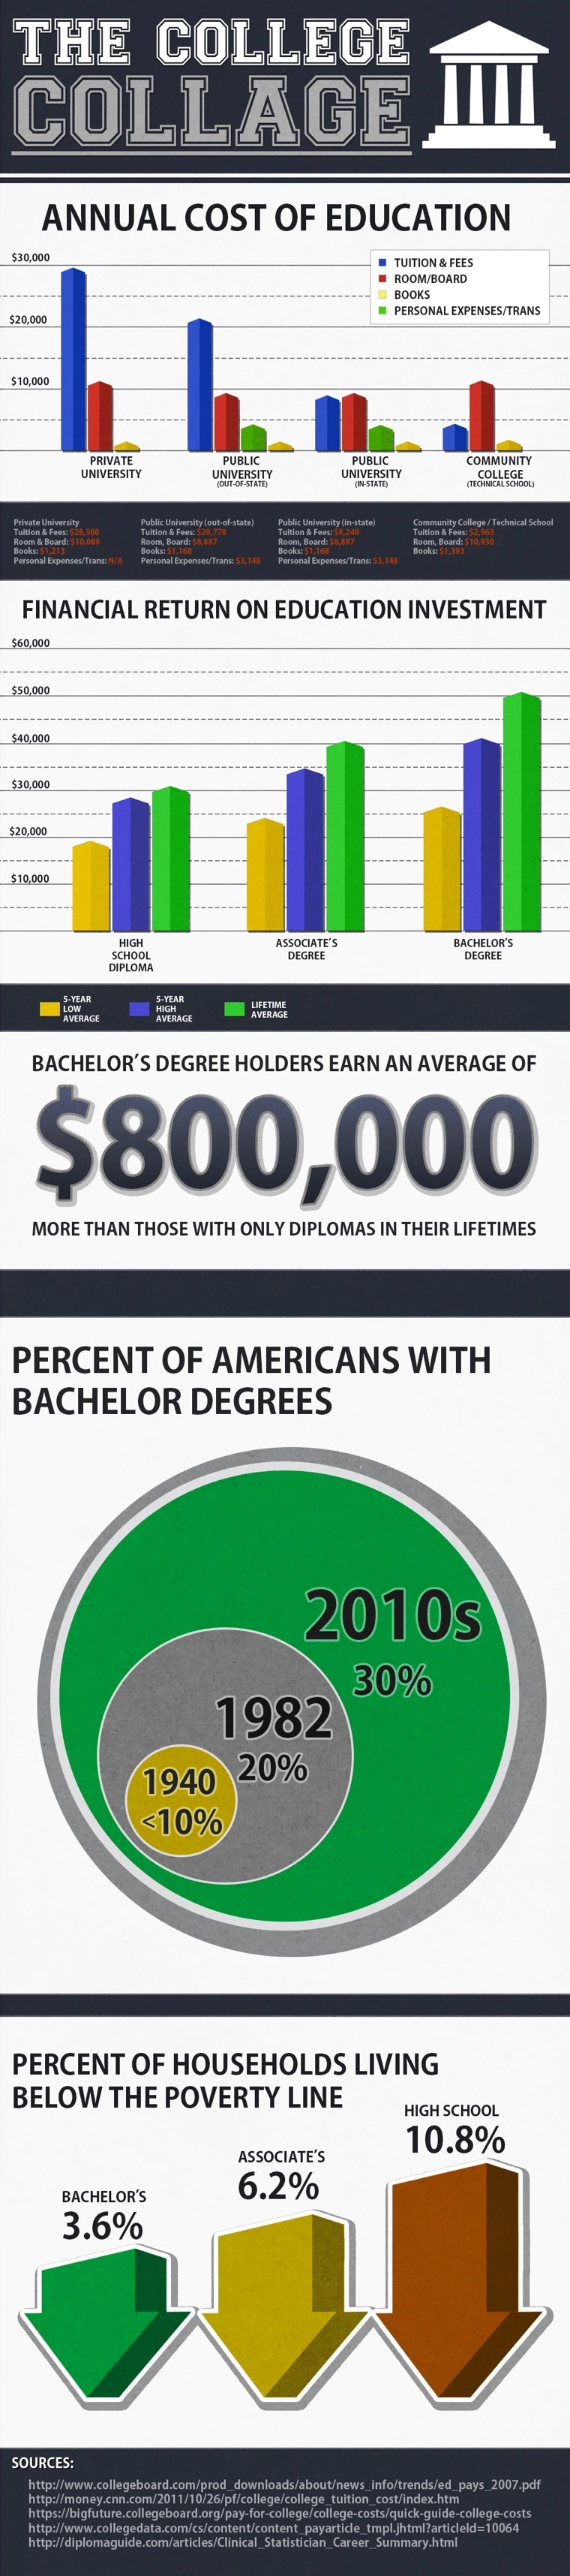 THE COLLEGE
COLLAGE
ANNUAL COST OF EDUCATION
$30,000
$20,000
$10,000
TUITION & FEES
ROOM/BOARD
BOOKS
PERSONAL EXPENSES/TRANS
PRIVATE
UNIVERSITY
PUBLIC
UNIVERSITY
(OUT-OF-STATE)
PUBLIC
UNIVERSITY
(IN-STATE)
COMMUNITY
COLLEGE
(TECHNICAL SCHOOL)
Private University
Tuition & Fees: $28,500
Room & Board: $10,089
Books: $1,213
Personal Expenses/Trans: N/A
Public University (out-of-state)
Tuition & Fees: $20,770
Room, Board: $8,887
Books: $1,168
Personal Expenses/Trans: $3,148
Public University (in-state)
Tuition & Fees: $8,240
Room, Board: $8,887
Books: $1,168
Personal Expenses/Trans: $3,148
Community College / Technical School
Tuition & Fees: $2,963
Room, Board: $10,930
Books: $1,393
FINANCIAL RETURN ON EDUCATION INVESTMENT
$60,000
$50,000
$40,000
$30,000
$20,000
$10,000
HIGH
SCHOOL
DIPLOMA
ASSOCIATE'S
DEGREE
BACHELOR'S
DEGREE
5-YEAR
LOW
AVERAGE
5-YEAR
HIGH
AVERAGE
LIFETIME
AVERAGE
BACHELOR'S DEGREE HOLDERS EARN AN AVERAGE OF
$800,000
MORE THAN THOSE WITH ONLY DIPLOMAS IN THEIR LIFETIMES
PERCENT OF AMERICANS WITH
BACHELOR DEGREES
2010s
30%
1982
20%
1940
<10%
PERCENT OF HOUSEHOLDS LIVING
BELOW THE POVERTY LINE
HIGH SCHOOL
10.8%
ASSOCIATE'S
6.2%
BACHELOR'S
3.6%
SOURCES:
http://www.collegeboard.com/prod_downloads/about/news_info/trends/ed_pays_2007.pdf
http://money.cnn.com/2011/10/26/pf/college/college_tuition_cost/index.htm
https://bigfuture.collegeboard.org/pay-for-college/college-costs/quick-guide-college-costs
http://www.collegedata.com/cs/content/content_payarticle_tmpl.jhtml?articleId=10064
http://diplomaguide.com/articles/Clinical_Statistician_Career_Summary.html